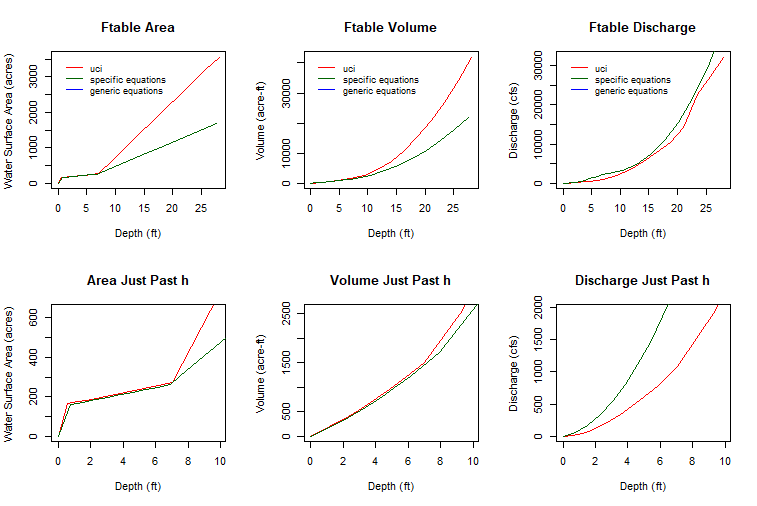 Ftable Area
Water Surface Area (acres)
0 1000 2000 3000
uci
specific equations
generic equations
0 5 10 15 20 25
Depth (ft)
Ftable Volume
Volume (acre-ft)
0 10000 30000
uci
specific equations
generic equations
0 5 10 15 20 25
Depth (ft)
Ftable Discharge
Discharge (cfs)
0 10000 20000 30000
uci
specific equations
generic equations
0 5 10 15 20 25
Depth (ft)
Area Just Past h
Water Surface Area (acres)
0 200 400 600
0 2 4 6 8 10
Depth (ft)
Volume Just Past h
Volume (acre-ft)
0 500 1500 2500
0 2 4 6 8 10
Depth (ft)
Discharge Just Past h
Discharge (cfs)
0 500 1000 1500 2000
0 2 4 6 8 10
Depth (ft)